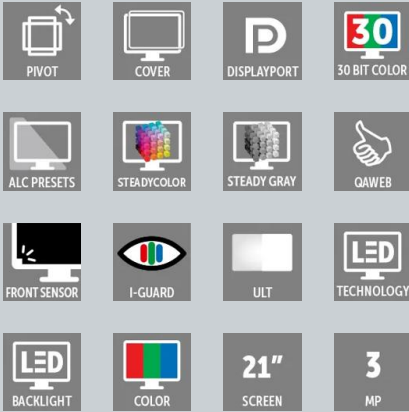 PIVOT
COVER
DISPLAYPORT
30
30 BIT COLOR
ALC PRESETS
STEADYCOLOR
STEADY GRAY
QAWEB
FRONT SENSOR
I-GUARD
ULT
LED
TECHNOLOGY
LED
BACKLIGHT
COLOR
21"
SCREEN
3
MP